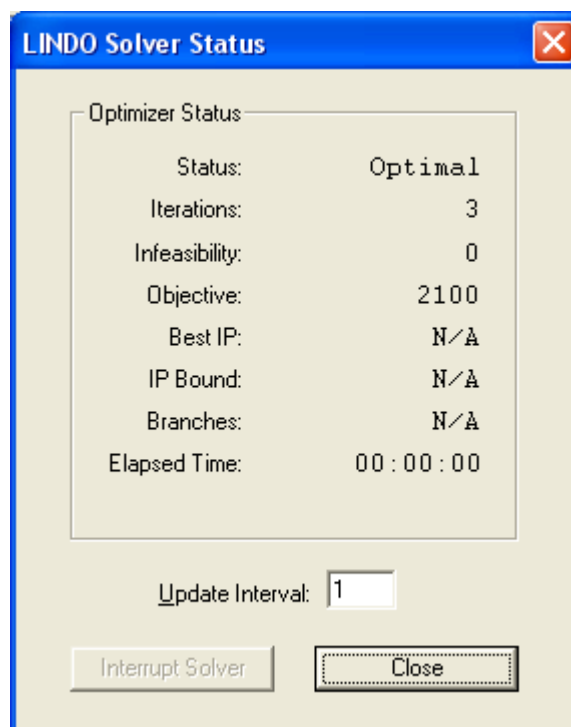 LINDO Solver Status
Optimizer Status
Status: Optimal
Iterations: 3
Infeasibility: 0
Objective: 2100
Best IP: N/A
IP Bound: N/A
Branches: N/A
Elapsed Time: 00:00:00
Update Interval: 1
Interrupt Solver Close